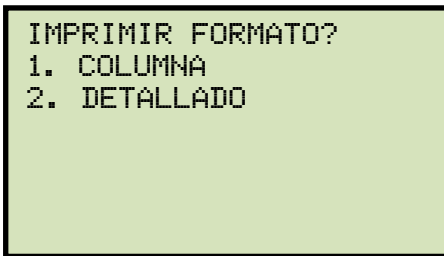 IMPRIMIR FORMATO?
1. COLUMNA
2. DETALLADO